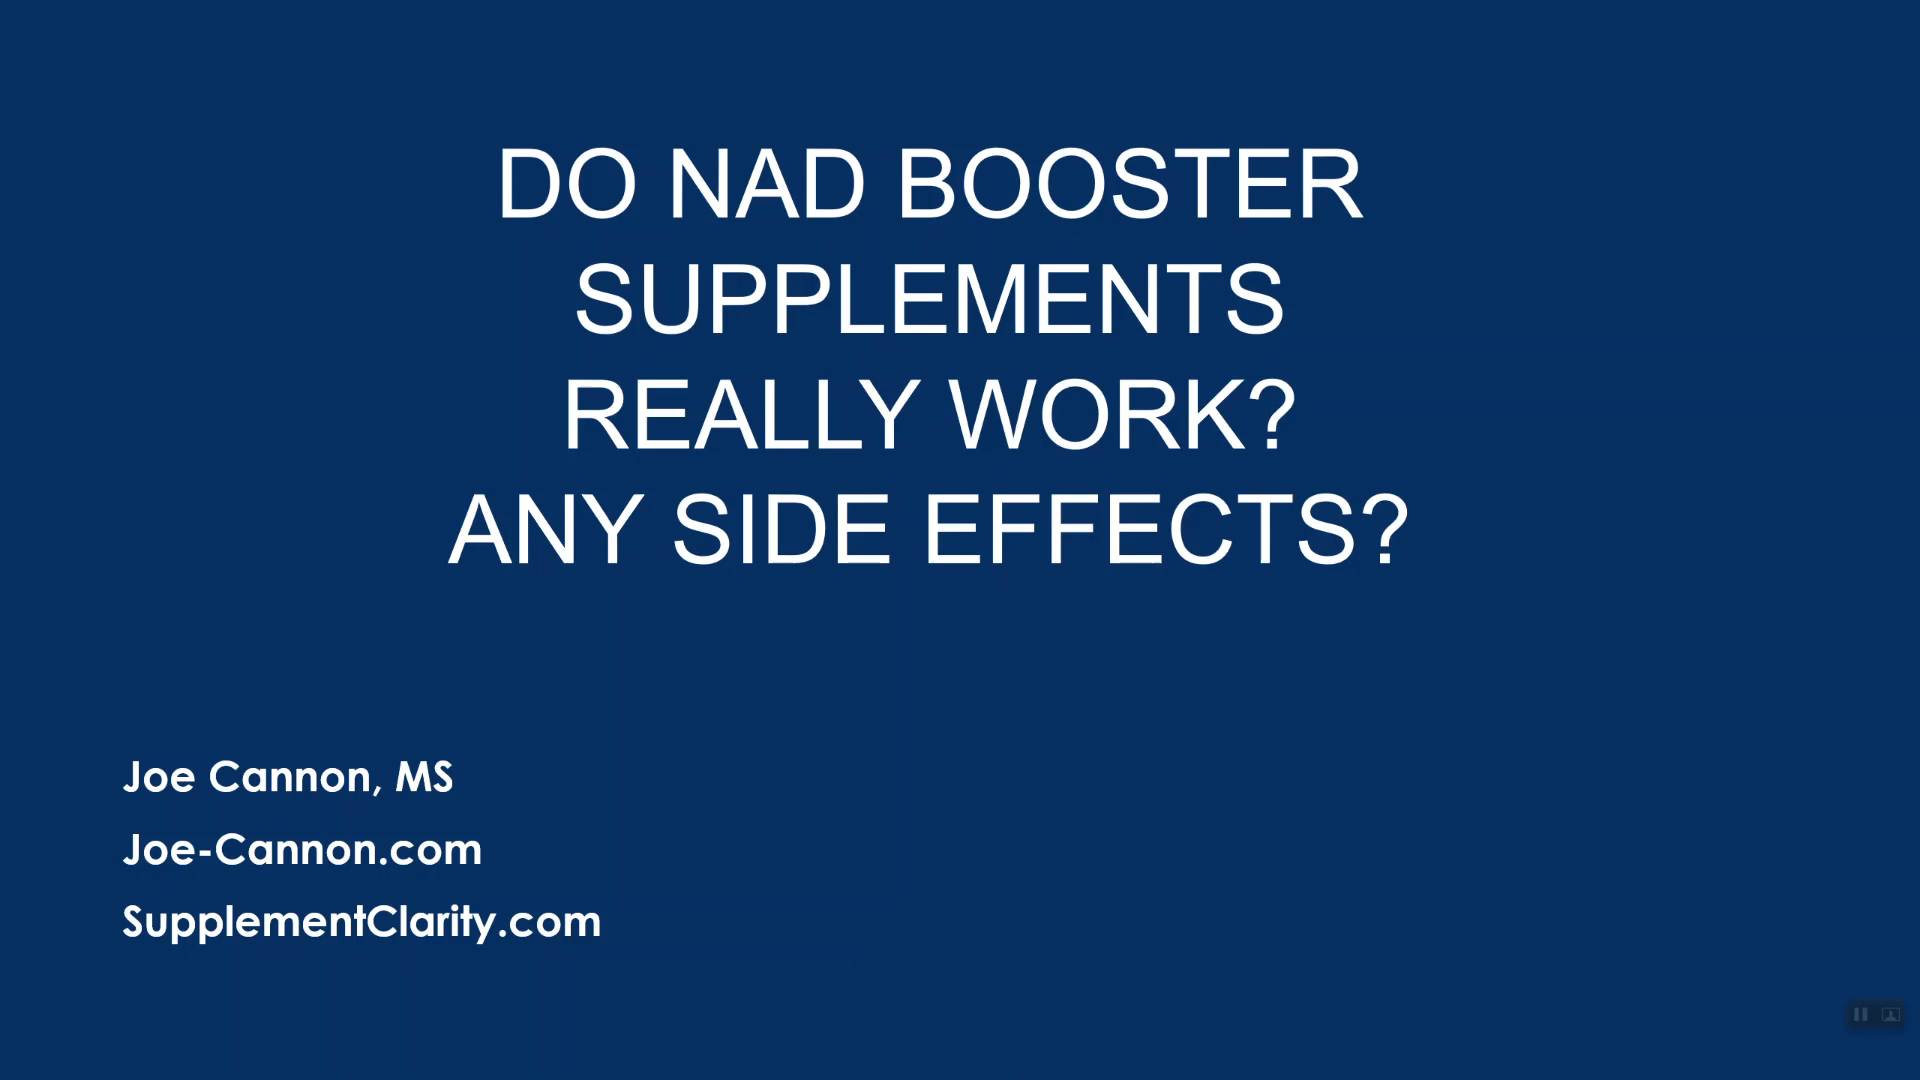 DO NAD BOOSTER
SUPPLEMENTS
REALLY WORK?
ANY SIDE EFFECTS?
Joe Cannon, MS
Joe-Cannon.com
SupplementClarity.com